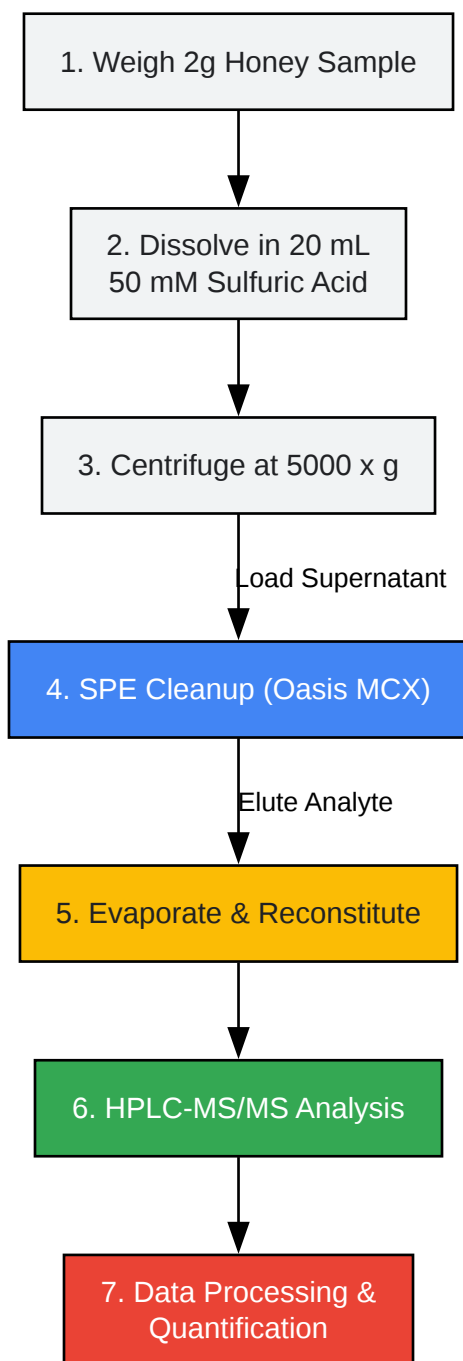 1. Weigh 2g Honey Sample
2. Dissolve in 20 mL
50 mM Sulfuric Acid
3. Centrifuge at 5000 x g
Load Supernatant
4. SPE Cleanup (Oasis MCX)
Elute Analyte
5. Evaporate & Reconstitute
6. HPLC-MS/MS Analysis
7. Data Processing &
Quantification